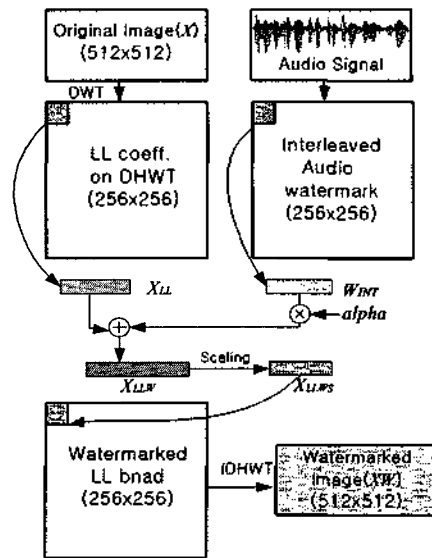 Original Image(X)
(512x512)
Audio Signal
DWT
LL coeff.
on DHWT
(256x256)
Interleaved
Audio
watermark
(256x256)
XLL
WINT
alpha
Scaling
XLLW
XLLWS
Watermarked
LL bnad
(256x256)
IDHWT
Watermarked
Image(XW)
(512x512)